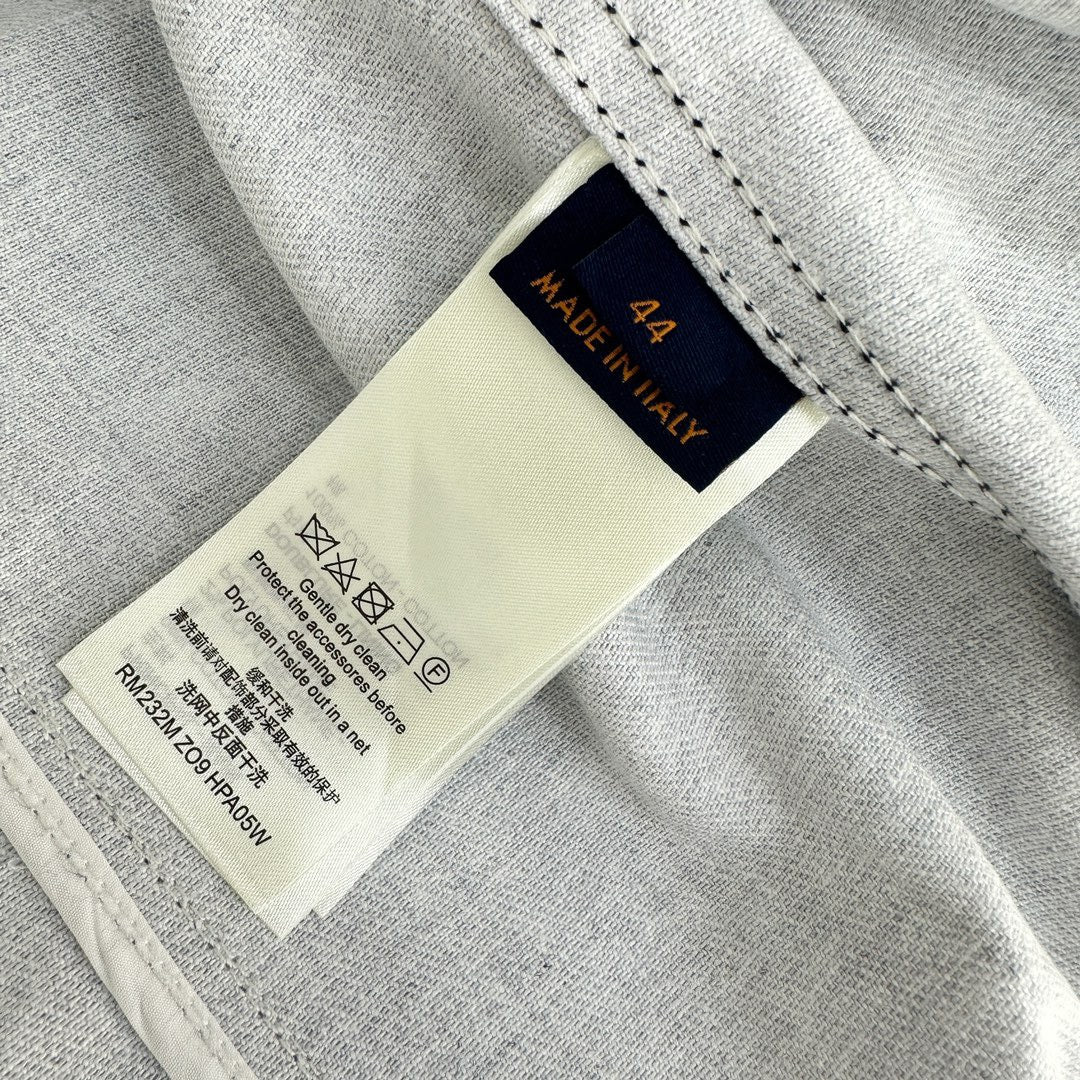 44
MADE IN ITALY
F
Gentle dry clean
Protect the accessores before
cleaning
Dry clean inside out in a net
缓和干洗
清洗前请对配饰部分采取有效的保护
措施
洗网中反面干洗
RM232M ZO9 HPA05W